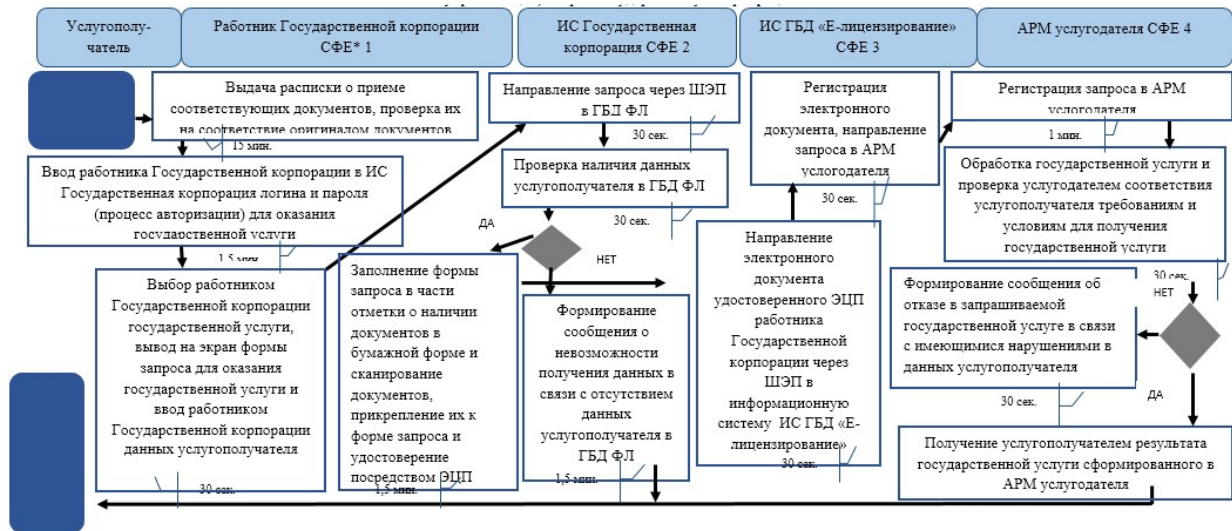 Услугополу-
чатель
Работник Государственной корпорации
СФЕ* 1
ИС Государственная
корпорация СФЕ 2
ИС ГБД «Е-лицензирование»
СФЕ 3
АРМ услугодателя СФЕ 4
Выдача расписки о приеме
соответствующих документов, проверка их
на соответствие оригиналом документов
15 мин.
Ввод работника Государственной корпорации в ИС
Государственная корпорация логина и пароля
(процесс авторизации) для оказания
государственной услуги
1,5 мин.
Выбор работником
Государственной корпорации
государственной услуги,
вывод на экран формы
запроса для оказания
государственной услуги и
ввод работником
Государственной корпорации
данных услугополучателя
30 сек.
Направление запроса через ШЭП
в ГБД ФЛ
30 сек.
Проверка наличия данных
услугополучателя в ГБД ФЛ
30 сек.
ДА
НЕТ
Заполнение формы
запроса в части
отметки о наличии
документов в
бумажной форме и
сканирование
документов,
прикрепление их к
форме запроса и
удостоверение
посредством ЭЦП
1,5 мин.
Формирование
сообщения о
невозможности
получения данных в
связи с отсутствием
данных
услугополучателя в
ГБД ФЛ
1,5 мин.
Регистрация
электронного
документа, направление
запроса в АРМ
услогодателя
30 сек.
Направление
электронного
документа
удостоверенного ЭЦП
работника
Государственной
корпорации через
ШЭП в
информационную
систему ИС ГБД «Е-
лицензирование»
30 сек.
Регистрация запроса в АРМ
услогодателя
1 мин.
Обработка государственной услуги и
проверка услугодателем соответствия
услугополучателя требованиям и
условиям для получения
государственной услуги
30 сек.
НЕТ
Формирование сообщения об
отказе в запрашиваемой
государственной услуге в связи
с имеющимися нарушениями в
данных услугополучателя
30 сек.
ДА
Получение услугополучателем результата
государственной услуги сформированного в
АРМ услугодателя